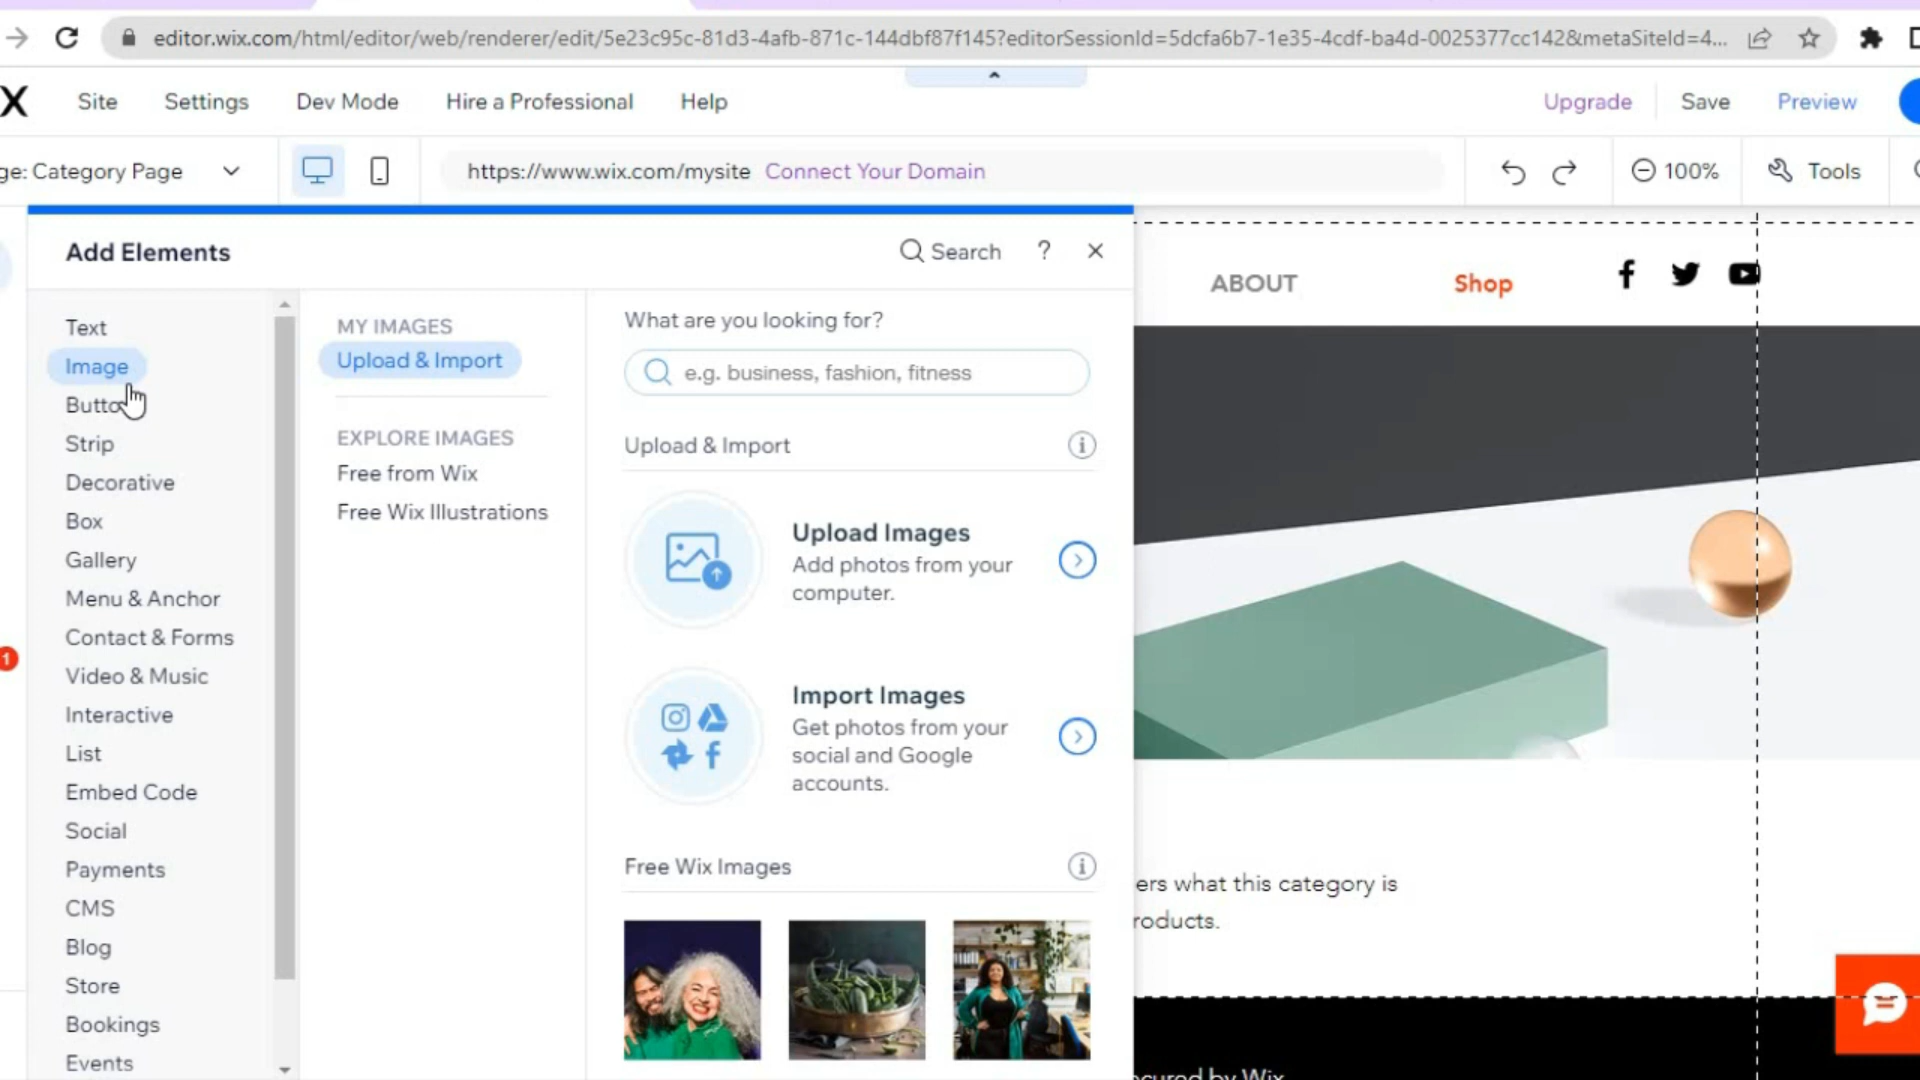 editor.wix.com/html/editor/web/renderer/edit/5e23c95c-81d3-4afb-871c-144dbf87f145?editorSessionId=5dcfa6b7-1e35-4cdf-ba4d-0025377cc142&metaSiteId=4...
X Site Settings Dev Mode Hire a Professional Help Upgrade Save Preview
ge: Category Page https://www.wix.com/mysite Connect Your Domain 100% Tools
Add Elements Search ? ×
Text
Image
Button
Strip
Decorative
Box
Gallery
Menu & Anchor
Contact & Forms
Video & Music
Interactive
List
Embed Code
Social
Payments
CMS
Blog
Store
Bookings
Events
1
MY IMAGES
Upload & Import
EXPLORE IMAGES
Free from Wix
Free Wix Illustrations
What are you looking for?
e.g. business, fashion, fitness
Upload & Import
Upload Images
Add photos from your
computer.
Import Images
Get photos from your
social and Google
accounts.
Free Wix Images
ABOUT Shop
ers what this category is
roducts.
ecured by Wix